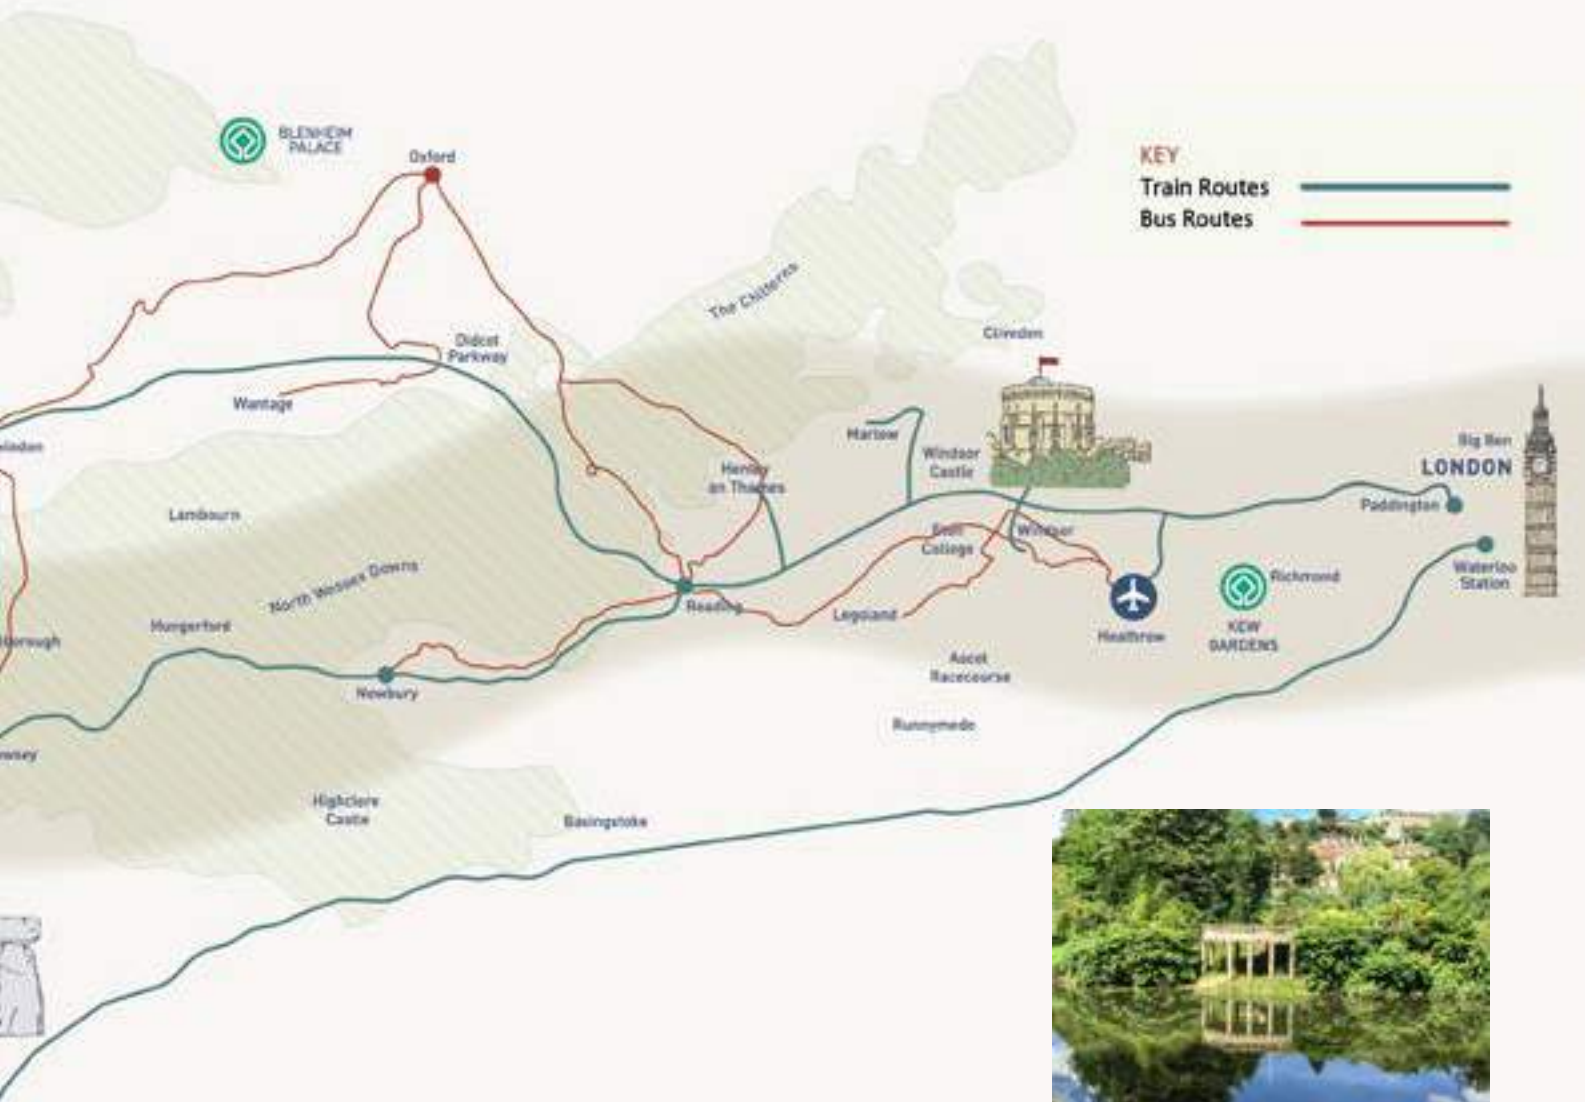 BLENHEIM
PALACE
Oxford
KEY
Train Routes
Bus Routes
The Chilterns
Cliveden
Didcot
Parkway
Wantage
Marlow
Windsor
Castle
Big Ben
LONDON
Paddington
Henley
on Thames
Lambourn
Eton
College
Windsor
Waterloo
Station
Richmond
North Wessex Downs
Reading
Legoland
Heathrow
KEW
GARDENS
Hungerford
Ascot
Racecourse
Newbury
Runnymede
Highclere
Castle
Basingstoke